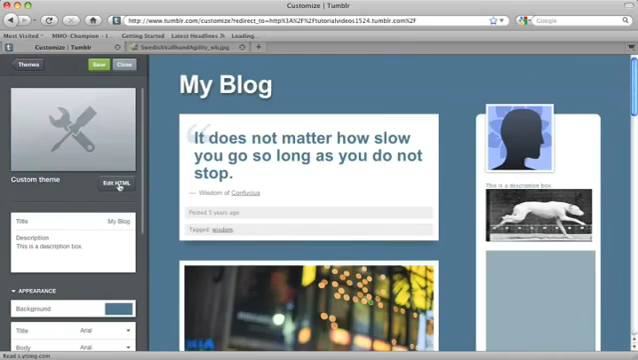 Customize | Tumblr
http://www.tumblr.com/customize?redirect_to=http%3A%2F%2Ftutorialvideos1524.tumblr.com%2F
Google
Most Visited
MMO-Champion
Getting Started
Latest Headlines
Loading...
Customize | Tumblr
SwedishVallhundAgility_wb.jpg...
Themes
Save
Close
Custom theme
Edit HTML
Title
My Blog
Description
This is a description box.
APPEARANCE
Background
Title
Arial
Body
Arial
My Blog
“ It does not matter how slow
you go so long as you do not
stop.
— Wisdom of Confucius
Posted 5 years ago
Tagged: wisdom.
This is a description box.